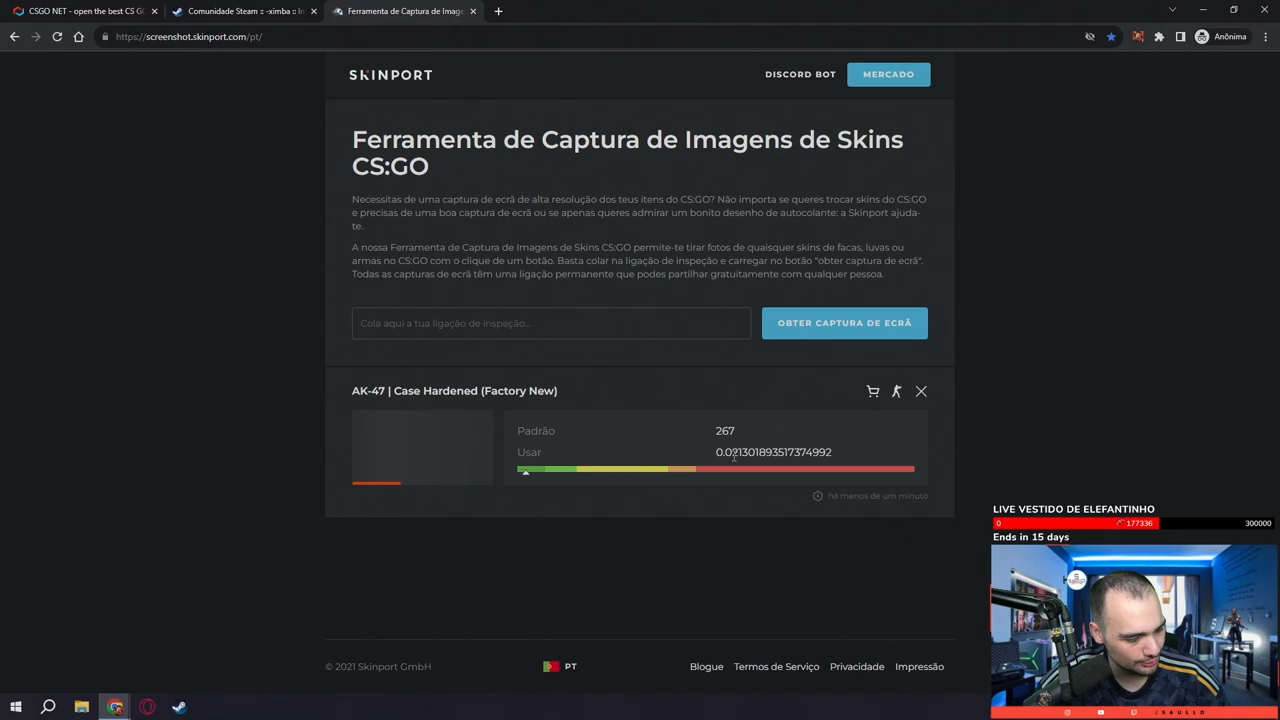 CSGO NET - open the best CS GO
Comunidade Steam :: -ximba :: In
Ferramenta de Captura de Imagen
https://screenshot.skinport.com/pt/
Anônima
SKINPORT
DISCORD BOT
MERCADO
Ferramenta de Captura de Imagens de Skins
CS:GO
Necessitas de uma captura de ecrã de alta resolução dos teus itens do CS:GO? Não importa se queres trocar skins do CS:GO
e precisas de uma boa captura de ecrã ou se apenas queres admirar um bonito desenho de autocolante: a Skinport ajuda-
te.
A nossa Ferramenta de Captura de Imagens de Skins CS:GO permite-te tirar fotos de quaisquer skins de facas, luvas ou
armas no CS:GO com o clique de um botão. Basta colar na ligação de inspeção e carregar no botão "obter captura de ecrã".
Todas as capturas de ecrã têm uma ligação permanente que podes partilhar gratuitamente com qualquer pessoa.
Cola aqui a tua ligação de inspeção...
OBTER CAPTURA DE ECRÃ
AK-47 | Case Hardened (Factory New)
Padrão
267
Usar
0.021301893517374992
há menos de um minuto
LIVE VESTIDO DE ELEFANTINHO
0
177336
300000
Ends in 15 days
© 2021 Skinport GmbH
PT
Blogue
Termos de Serviço
Privacidade
Impressão
/SAULLO